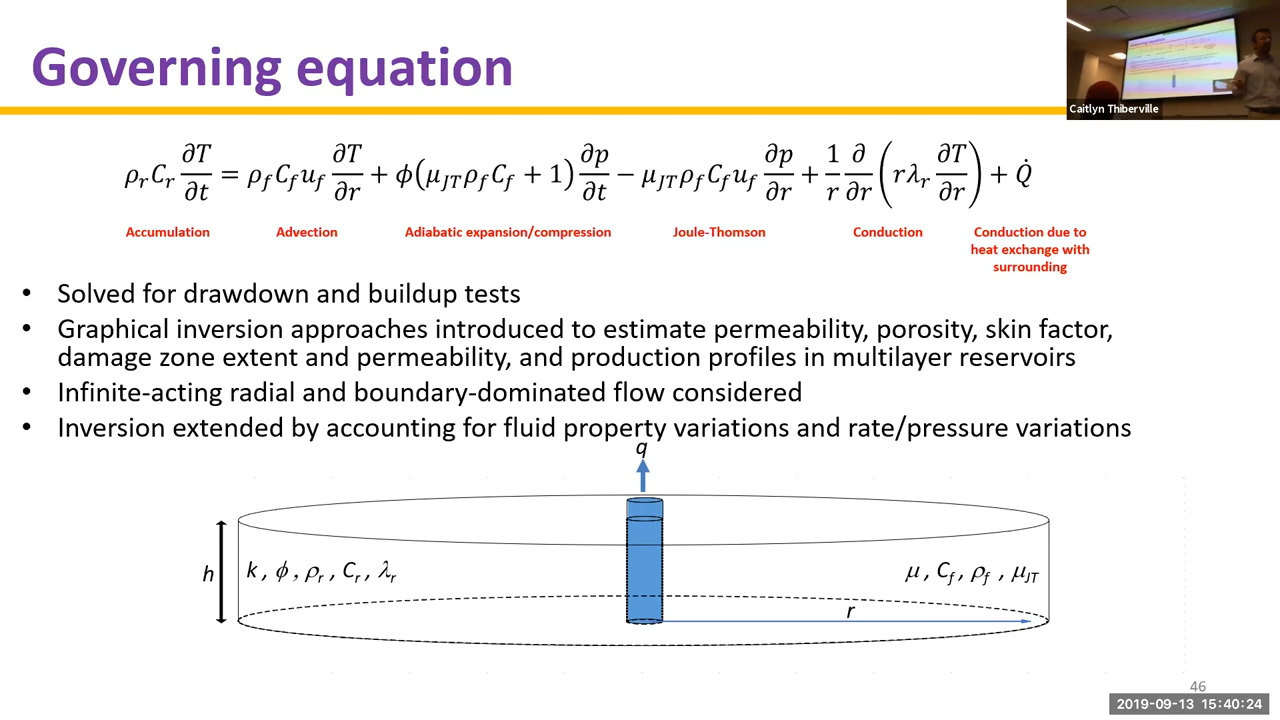 Governing equation
Caitlyn Thiberville
ρ_r C_r ∂T/∂t = ρ_f C_f u_f ∂T/∂r + ϕ(μ_JT ρ_f C_f + 1) ∂p/∂t − μ_JT ρ_f C_f u_f ∂p/∂r + 1/r ∂/∂r (rλ_r ∂T/∂r) + Q̇
Accumulation Advection Adiabatic expansion/compression Joule-Thomson Conduction Conduction due to
heat exchange with
surrounding
• Solved for drawdown and buildup tests
• Graphical inversion approaches introduced to estimate permeability, porosity, skin factor,
damage zone extent and permeability, and production profiles in multilayer reservoirs
• Infinite-acting radial and boundary-dominated flow considered
• Inversion extended by accounting for fluid property variations and rate/pressure variations
q
h k , ϕ , ρ_r , C_r , λ_r μ , C_f , ρ_f , μ_JT
r
46
2019-09-13 15:40:24